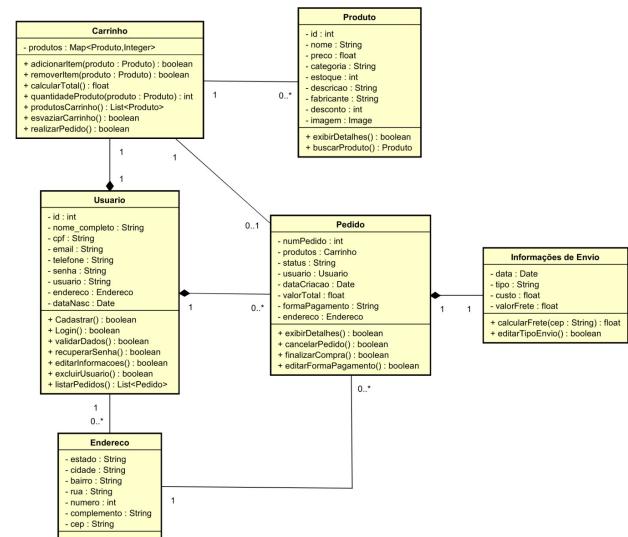 Carrinho
- produtos : Map<Produto,Integer>
+ adicionarItem(produto : Produto) : boolean
+ removerItem(produto : Produto) : boolean
+ calcularTotal() : float
+ quantidadeProduto(produto : Produto) : int
+ produtosCarrinho() : List<Produto>
+ esvaziarCarrinho() : boolean
+ realizarPedido() : boolean
Produto
- id : int
- nome : String
- preco : float
- categoria : String
- estoque : int
- descricao : String
- fabricante : String
- desconto : int
- imagem : Image
+ exibirDetalhes() : boolean
+ buscarProduto() : Produto
1
0..*
1
1
1
0..1
Usuario
- id : int
- nome_completo : String
- cpf : String
- email : String
- telefone : String
- senha : String
- usuario : String
- endereco : Endereco
- dataNasc : Date
+ Cadastrar() : boolean
+ Login() : boolean
+ validarDados() : boolean
+ recuperarSenha() : boolean
+ editarInformacoes() : boolean
+ excluirUsuario() : boolean
+ listarPedidos() : List<Pedido>
1
0..*
Pedido
- numPedido : int
- produtos : Carrinho
- status : String
- usuario : Usuario
- dataCriacao : Date
- valorTotal : float
- formaPagamento : String
- endereco : Endereco
+ exibirDetalhes() : boolean
+ cancelarPedido() : boolean
+ finalizarCompra() : boolean
+ editarFormaPagamento() : boolean
1
1
Informações de Envio
- data : Date
- tipo : String
- custo : float
- valorFrete : float
+ calcularFrete(cep : String) : float
+ editarTipoEnvio() : boolean
0..*
1
0..*
Endereco
- estado : String
- cidade : String
- bairro : String
- rua : String
- numero : int
- complemento : String
- cep : String
1